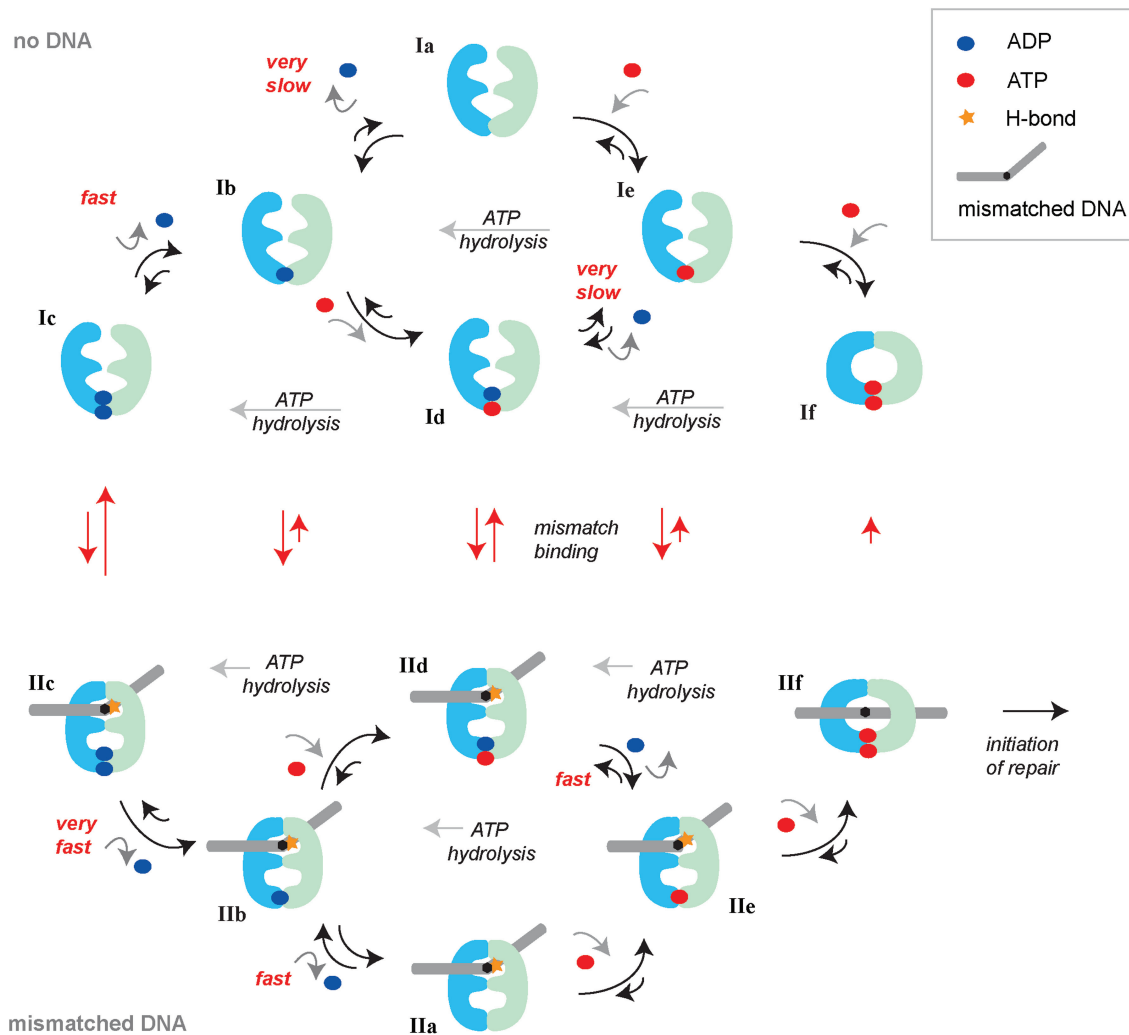 no DNA
Ia
very
slow
ADP
ATP
H-bond
mismatched DNA
Ib
fast
ATP
hydrolysis
Ie
very
slow
Ic
ATP
hydrolysis
Id
ATP
hydrolysis
If
mismatch
binding
IIc
ATP
hydrolysis
IId
ATP
hydrolysis
IIf
initiation
of repair
fast
very
fast
ATP
hydrolysis
IIb
IIe
fast
IIa
mismatched DNA